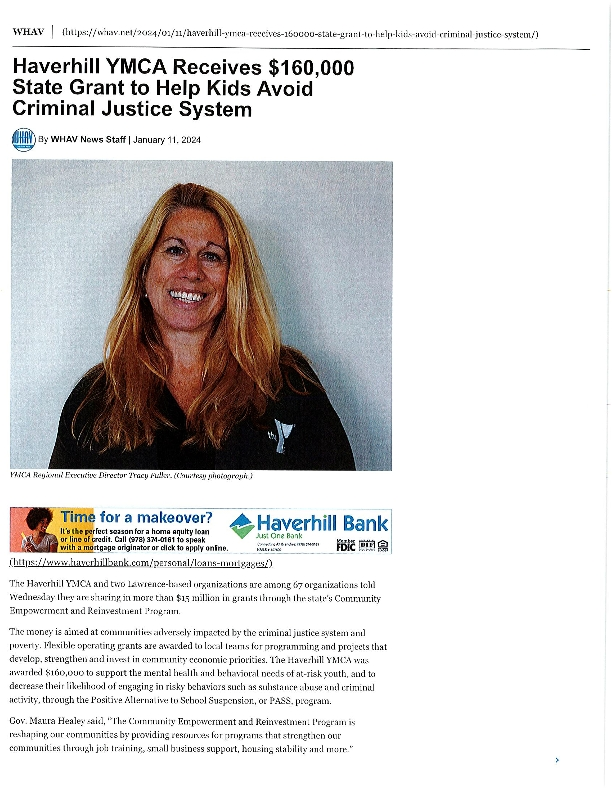 WHAV | (https://whav.net/2024/01/11/haverhill-ymca-receives-160000-state-grant-to-help-kids-avoid-criminal-justice-system/)
Haverhill YMCA Receives $160,000
State Grant to Help Kids Avoid
Criminal Justice System
WHAV By WHAV News Staff | January 11, 2024
the Y
YMCA Regional Executive Director Tracy Fuller. (Courtesy photograph.)
Time for a makeover?
It's the perfect season for a home equity loan
or line of credit. Call (978) 374-0161 to speak
with a mortgage originator or click to apply online.
Haverhill Bank
Just One Bank
Member FDIC
(https://www.haverhillbank.com/personal/loans-mortgages/)
The Haverhill YMCA and two Lawrence-based organizations are among 67 organizations told
Wednesday they are sharing in more than $15 million in grants through the state's Community
Empowerment and Reinvestment Program.
The money is aimed at communities adversely impacted by the criminal justice system and
poverty. Flexible operating grants are awarded to local teams for programming and projects that
develop, strengthen and invest in community economic priorities. The Haverhill YMCA was
awarded $160,000 to support the mental health and behavioral needs of at-risk youth, and to
decrease their likelihood of engaging in risky behaviors such as substance abuse and criminal
activity, through the Positive Alternative to School Suspension, or PASS, program.
Gov. Maura Healey said, "The Community Empowerment and Reinvestment Program is
reshaping our communities by providing resources for programs that strengthen our
communities through job training, small business support, housing stability and more."